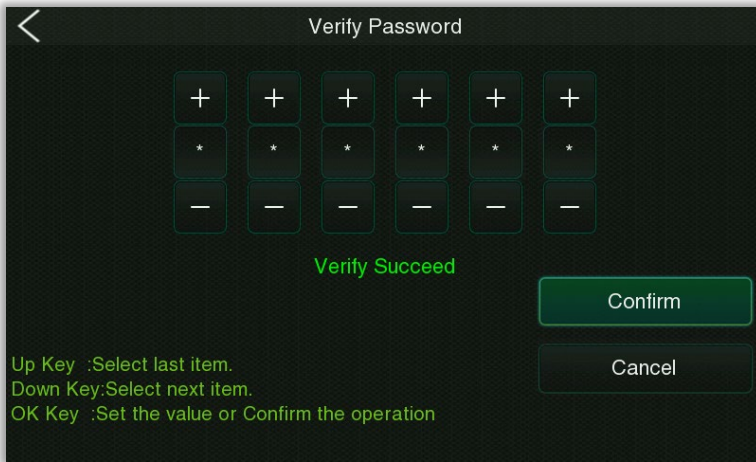 Verify Password
+ + + + + +
* * * * * *
− − − − − −
Verify Succeed
Confirm
Cancel
Up Key :Select last item.
Down Key:Select next item.
OK Key :Set the value or Confirm the operation